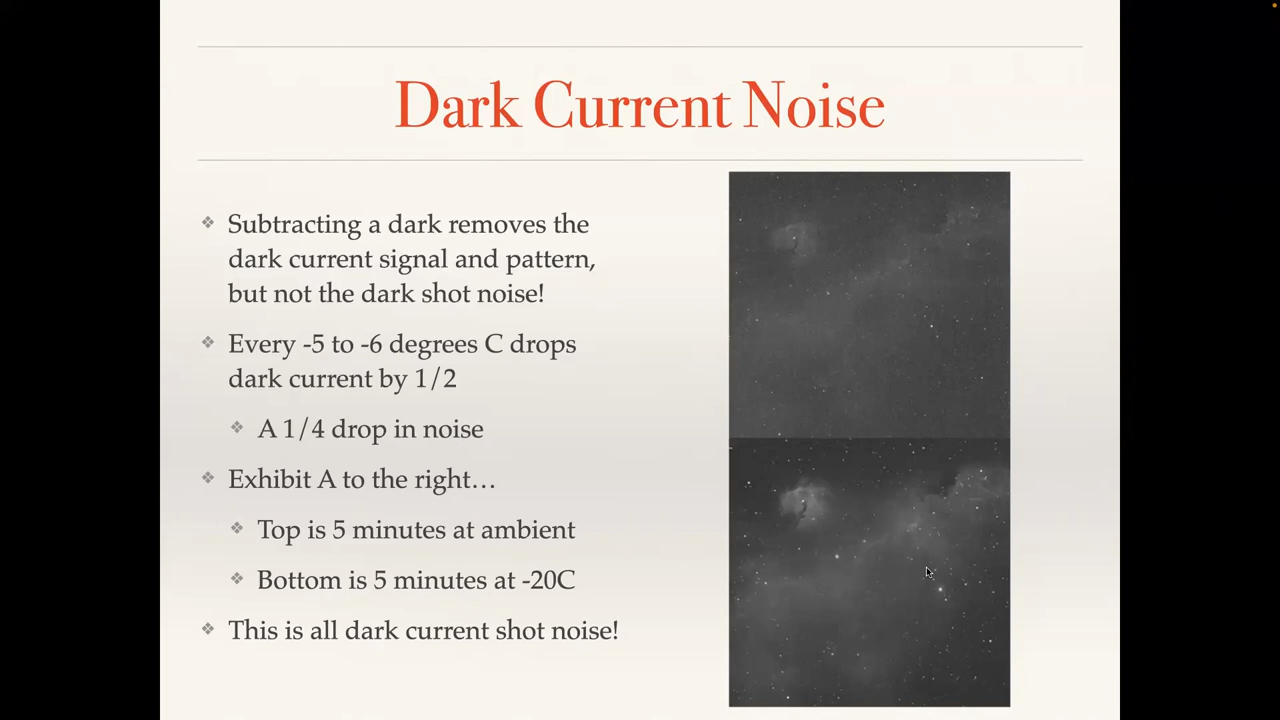 Dark Current Noise
Subtracting a dark removes the
dark current signal and pattern,
but not the dark shot noise!
Every -5 to -6 degrees C drops
dark current by 1/2
A 1/4 drop in noise
Exhibit A to the right…
Top is 5 minutes at ambient
Bottom is 5 minutes at -20C
This is all dark current shot noise!